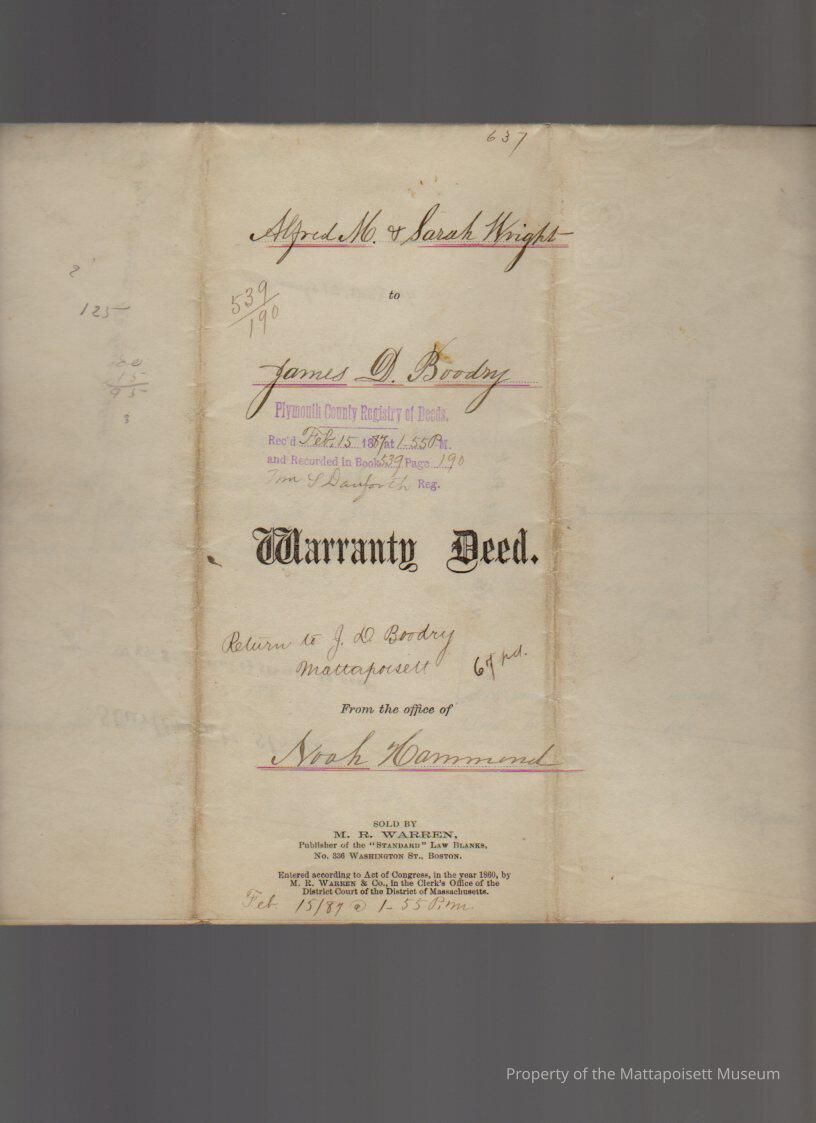 637
Alfred M. & Sarah Wright
539/190
to
James D. Boodry
Plymouth County Registry of Deeds.
Rec'd Feb. 15 1887 at 1-55 P.M.
and Recorded in Book 539 Page 190
Wm S Danforth Reg.
Warranty Deed.
Return to J. D. Boodry
Mattapoisett
pd.
From the office of
Noah Hammond
SOLD BY
M. R. WARREN,
Publisher of the "STANDARD" LAW BLANKS,
No. 336 WASHINGTON ST., BOSTON.
Entered according to Act of Congress, in the year 1860, by
M. R. WARREN & Co., in the Clerk's Office of the
District Court of the District of Massachusetts.
Feb. 15/87 @ 1-55 P.m.
125
15
95
Property of the Mattapoisett Museum